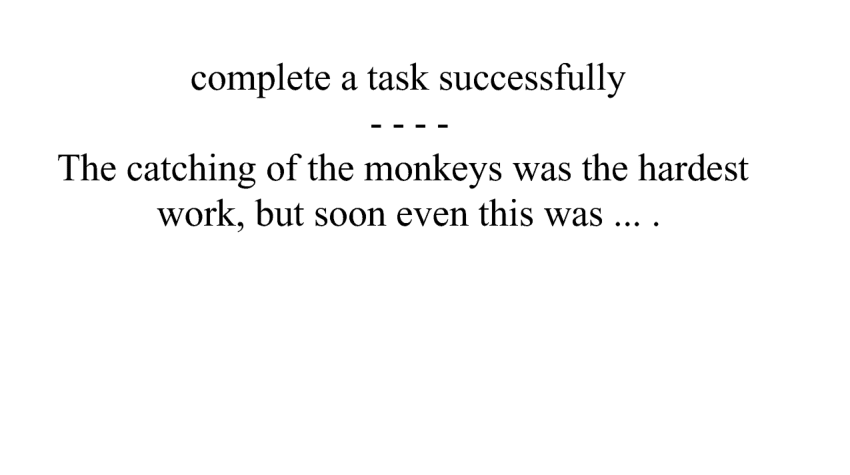 complete a task successfully
- - - -
The catching of the monkeys was the hardest
work, but soon even this was ... .